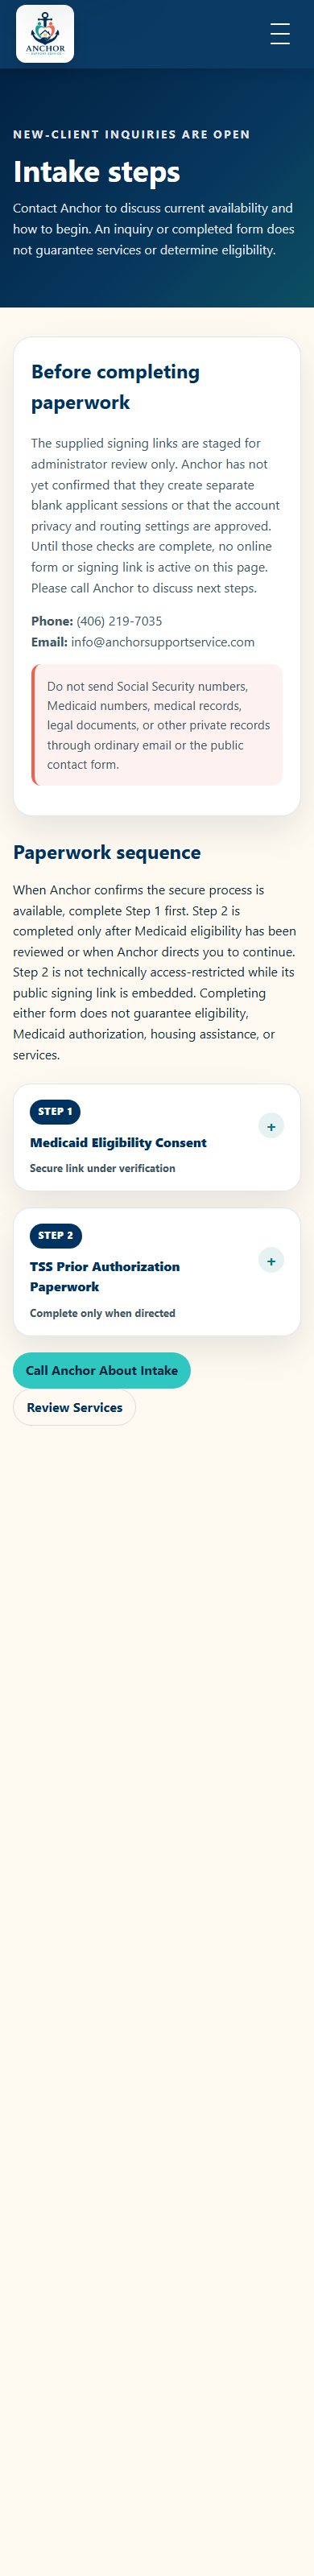 ANCHOR
SUPPORT SERVICE
NEW-CLIENT INQUIRIES ARE OPEN
Intake steps
Contact Anchor to discuss current availability and
how to begin. An inquiry or completed form does
not guarantee services or determine eligibility.
Before completing
paperwork
The supplied signing links are staged for
administrator review only. Anchor has not
yet confirmed that they create separate
blank applicant sessions or that the account
privacy and routing settings are approved.
Until those checks are complete, no online
form or signing link is active on this page.
Please call Anchor to discuss next steps.
Phone: (406) 219-7035
Email: info@anchorsupportservice.com
Do not send Social Security numbers,
Medicaid numbers, medical records,
legal documents, or other private records
through ordinary email or the public
contact form.
Paperwork sequence
When Anchor confirms the secure process is
available, complete Step 1 first. Step 2 is
completed only after Medicaid eligibility has been
reviewed or when Anchor directs you to continue.
Step 2 is not technically access-restricted while its
public signing link is embedded. Completing
either form does not guarantee eligibility,
Medicaid authorization, housing assistance, or
services.
STEP 1
Medicaid Eligibility Consent
Secure link under verification
+
STEP 2
TSS Prior Authorization
Paperwork
Complete only when directed
+
Call Anchor About Intake
Review Services